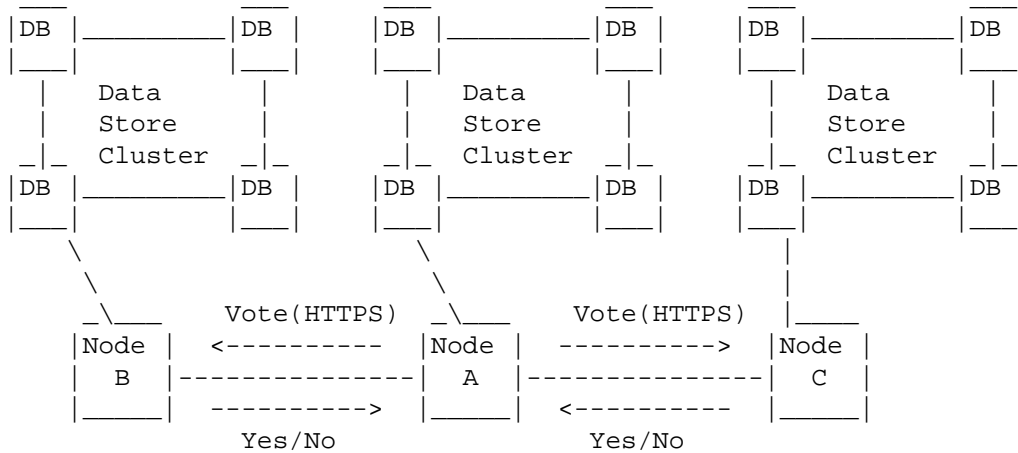 DB DB DB DB DB DB
Data Data Data
Store Store Store
Cluster Cluster Cluster
DB DB DB DB DB DB
Vote(HTTPS) Vote(HTTPS)
Node Node Node
B A C
Yes/No Yes/No